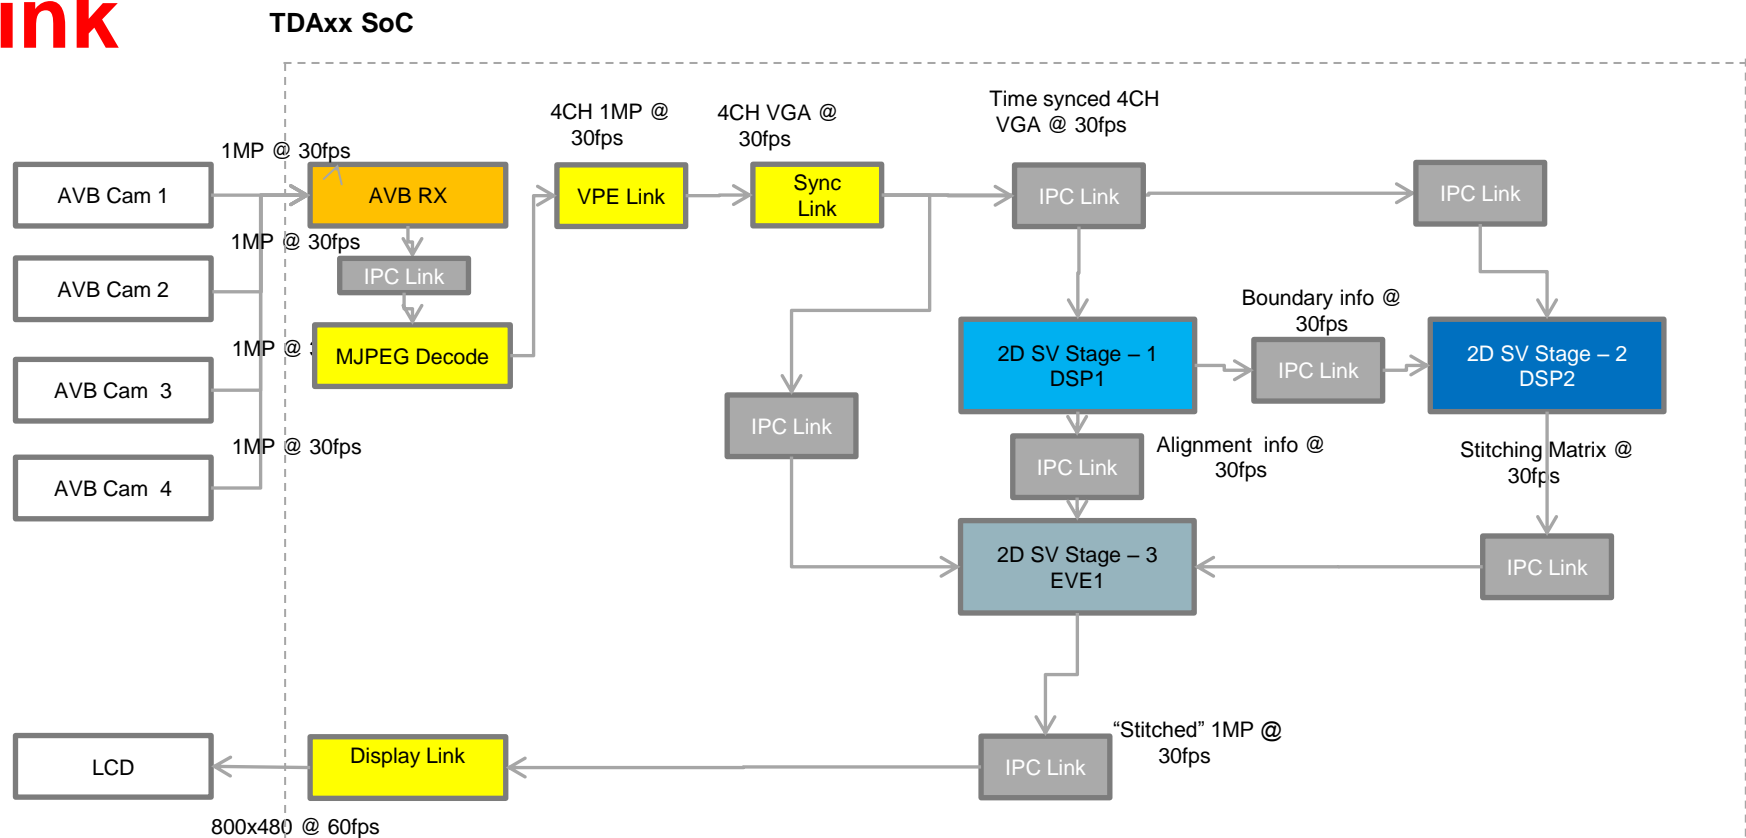 ink
TDAxx SoC
4CH 1MP @
30fps
4CH VGA @
30fps
Time synced 4CH
VGA @ 30fps
1MP @ 30fps
AVB Cam 1
AVB RX
VPE Link
Sync
Link
IPC Link
IPC Link
1MP @ 30fps
IPC Link
AVB Cam 2
Boundary info @
30fps
1MP @
MJPEG Decode
2D SV Stage – 1
DSP1
IPC Link
2D SV Stage – 2
DSP2
AVB Cam  3
IPC Link
1MP @ 30fps
Alignment  info @
30fps
Stitching Matrix @
30fps
IPC Link
AVB Cam  4
2D SV Stage – 3
EVE1
IPC Link
“Stitched” 1MP @
30fps
LCD
Display Link
IPC Link
800x480 @ 60fps